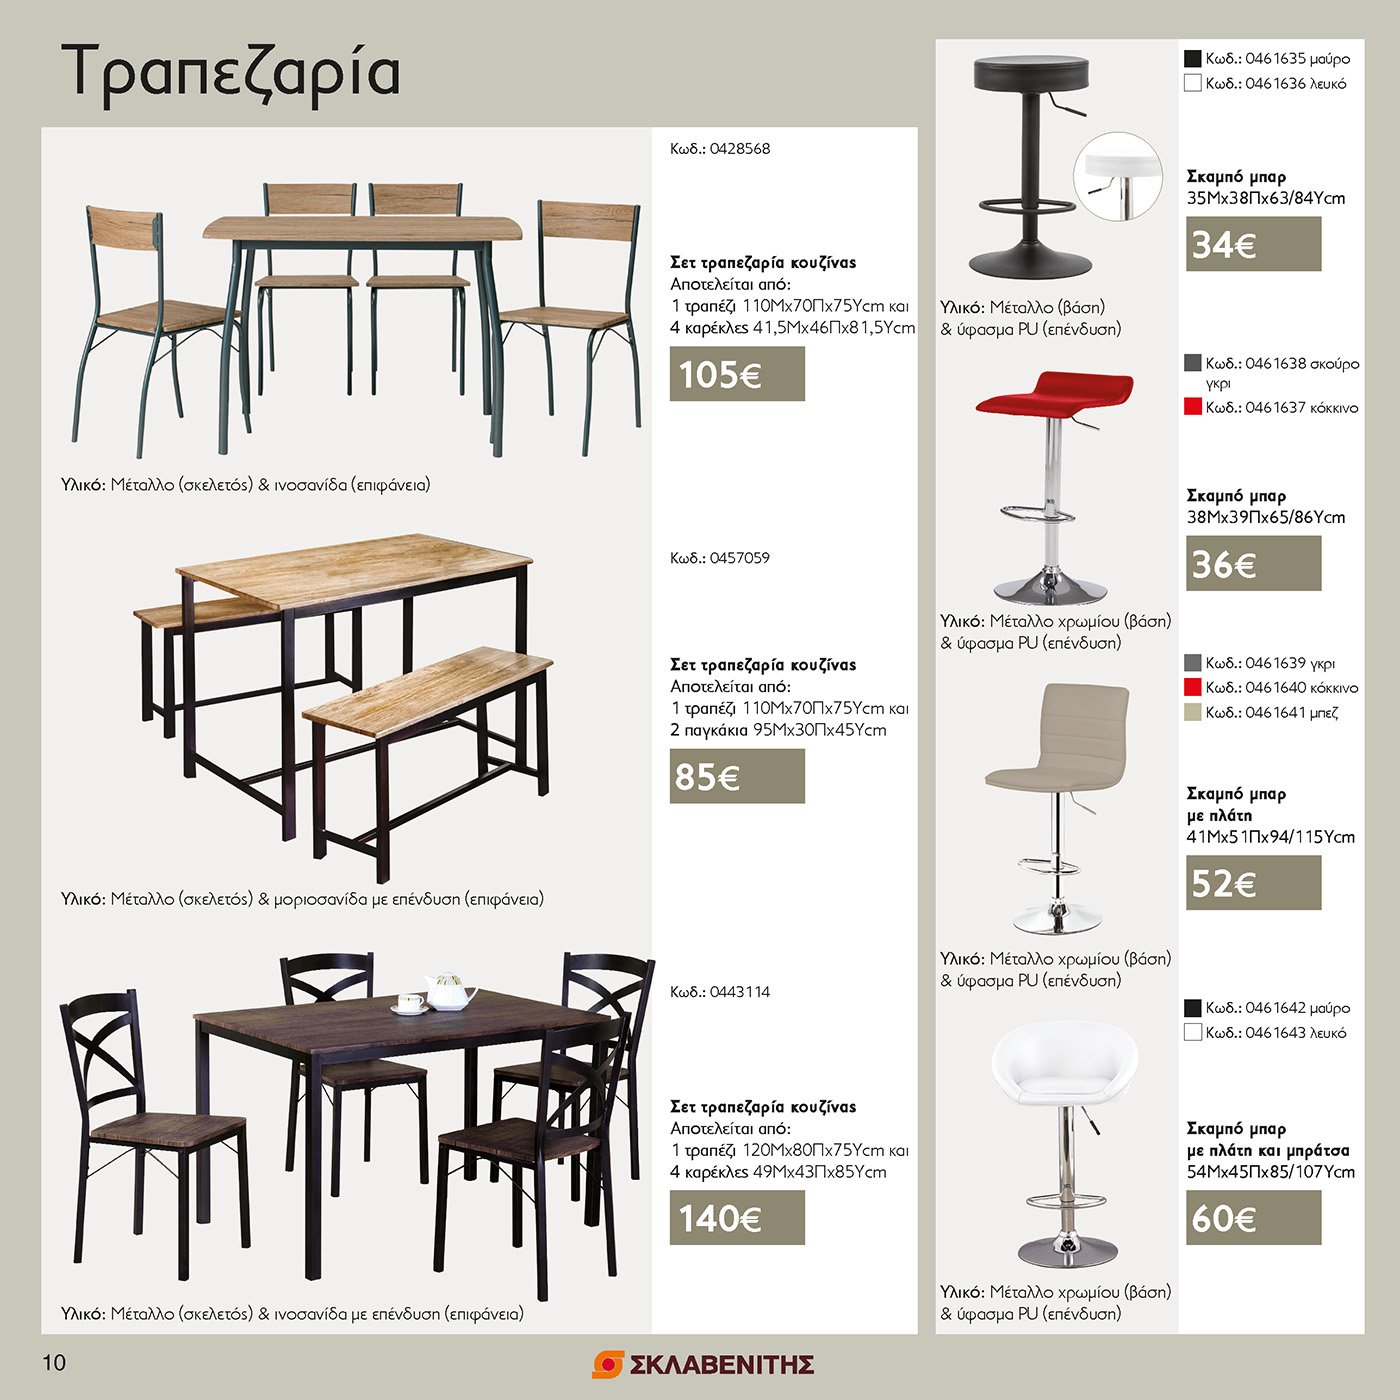 Τραπεζαρία
Κωδ.: 0428568
Σετ τραπεζαρία κουζίνας
Αποτελείται από:
1 τραπέζι 110Μx70Πx75Υcm και
4 καρέκλες 41,5Μx46Πx81,5Υcm
105€
Υλικό: Μέταλλο (σκελετός) & ινοσανίδα (επιφάνεια)
Κωδ.: 0457059
Σετ τραπεζαρία κουζίνας
Αποτελείται από:
1 τραπέζι 110Μx70Πx75Υcm και
2 παγκάκια 95Μx30Πx45Υcm
85€
Υλικό: Μέταλλο (σκελετός) & μοριοσανίδα με επένδυση (επιφάνεια)
Κωδ.: 0443114
Σετ τραπεζαρία κουζίνας
Αποτελείται από:
1 τραπέζι 120Μx80Πx75Υcm και
4 καρέκλες 49Μx43Πx85Υcm
140€
Υλικό: Μέταλλο (σκελετός) & ινοσανίδα με επένδυση (επιφάνεια)
Κωδ.: 0461635 μαύρο
Κωδ.: 0461636 λευκό
Σκαμπό μπαρ
35Μx38Πx63/84Υcm
34€
Υλικό: Μέταλλο (βάση)
& ύφασμα PU (επένδυση)
Κωδ.: 0461638 σκούρο
γκρι
Κωδ.: 0461637 κόκκινο
Σκαμπό μπαρ
38Μx39Πx65/86Υcm
36€
Υλικό: Μέταλλο χρωμίου (βάση)
& ύφασμα PU (επένδυση)
Κωδ.: 0461639 γκρι
Κωδ.: 0461640 κόκκινο
Κωδ.: 0461641 μπεζ
Σκαμπό μπαρ
με πλάτη
41Μx51Πx94/115Υcm
52€
Υλικό: Μέταλλο χρωμίου (βάση)
& ύφασμα PU (επένδυση)
Κωδ.: 0461642 μαύρο
Κωδ.: 0461643 λευκό
Σκαμπό μπαρ
με πλάτη και μπράτσα
54Μx45Πx85/107Υcm
60€
Υλικό: Μέταλλο χρωμίου (βάση)
& ύφασμα PU (επένδυση)
10
ΣΚΛΑΒΕΝΙΤΗΣ